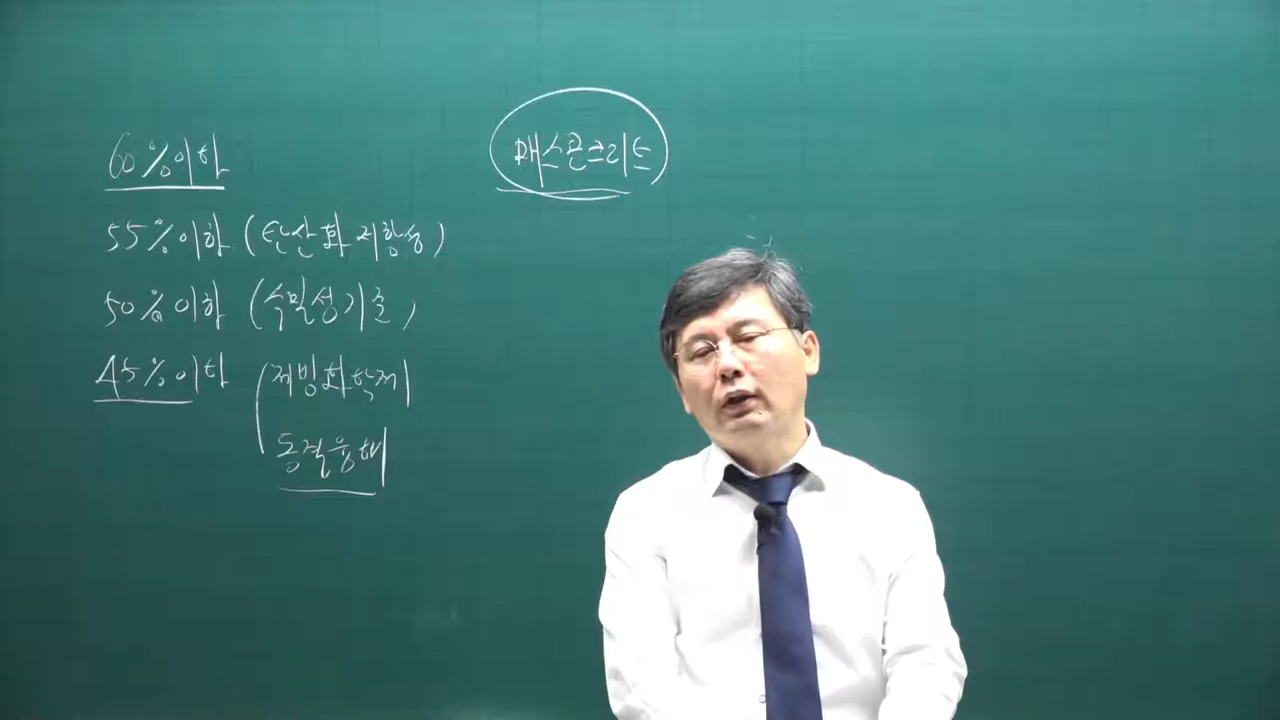 60%이하
55%이하 (탄산화 저항성)
50%이하 (수밀성기준)
45%이하 (제빙화학제
동결융해
매스콘크리트